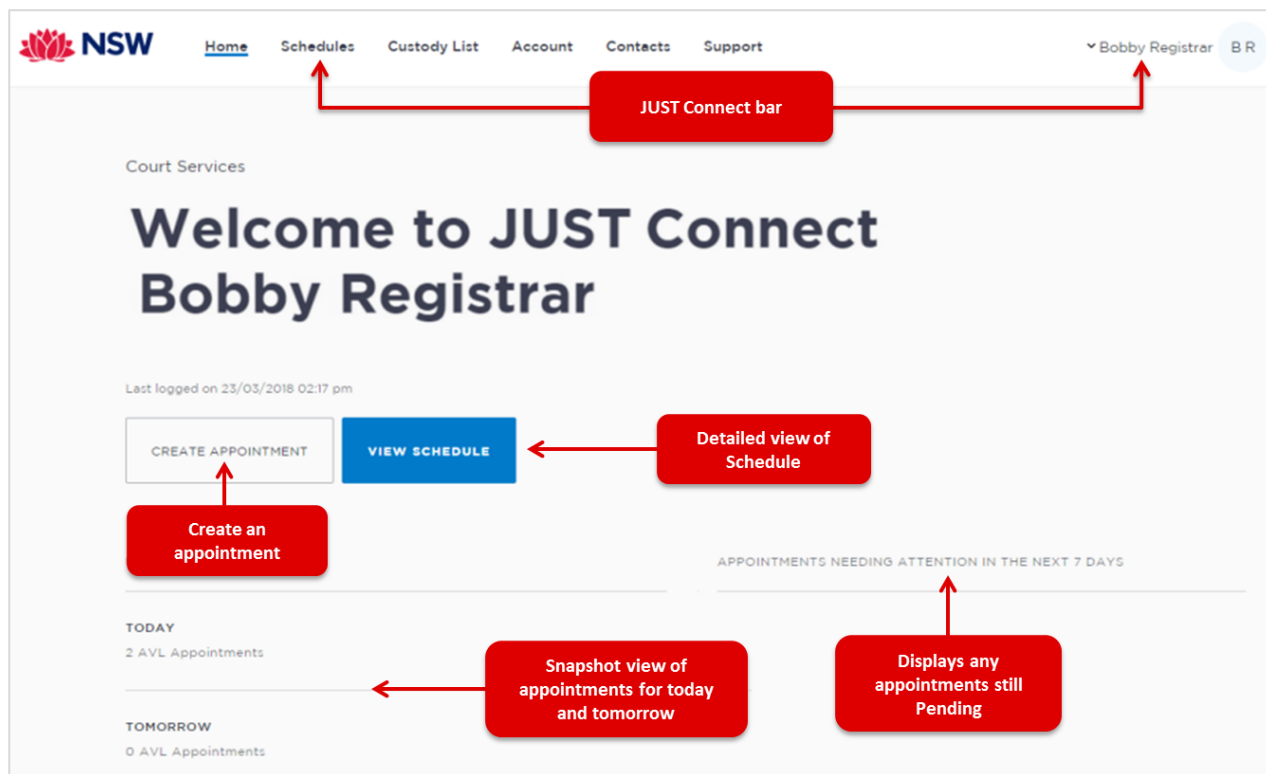 NSW
Home Schedules Custody List Account Contacts Support Bobby Registrar B R
JUST Connect bar
Court Services
Welcome to JUST Connect
Bobby Registrar
Last logged on 23/03/2018 02:17 pm
CREATE APPOINTMENT
VIEW SCHEDULE
Detailed view of
Schedule
Create an
appointment
APPOINTMENTS NEEDING ATTENTION IN THE NEXT 7 DAYS
TODAY
2 AVL Appointments
Snapshot view of
appointments for today
and tomorrow
Displays any
appointments still
Pending
TOMORROW
0 AVL Appointments